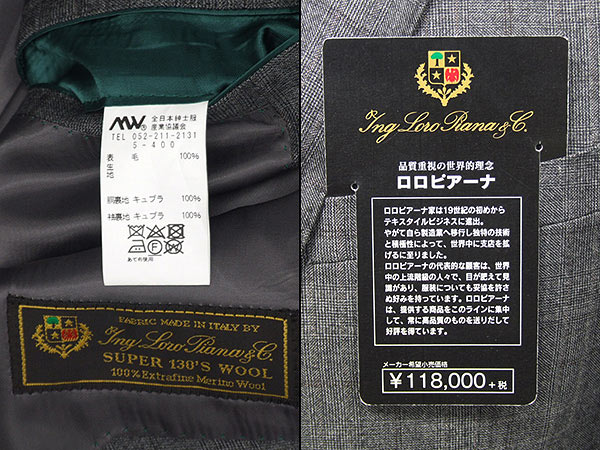 MW® 全日本紳士服
産業協議会
TEL 052-211-2131
S-400
表生地 毛 100%
胴裏地 キュプラ 100%
袖裏地 キュプラ 100%
あて布使用
FABRIC MADE IN ITALY BY
Ing Loro Piana & C.
SUPER 130'S WOOL
100% Extrafine Merino Wool
Ing Loro Piana & C.
品質重視の世界的理念
ロロピアーナ
ロロピアーナ家は19世紀の初めから
テキスタイルビジネスに進出。
やがて自ら製造業へ移行し独特の技術
と積極性によって、世界中に支店を拡
げるに至りました。
ロロピアーナの代表的な顧客は、世界
中の上流階級の人々で、目が肥えて見
識があり、服装についても妥協を許さ
ぬ好みを持っています。ロロピアーナ
は、提供する商品をこのラインに集中
して、常に高品質のものを送りだして
好評を得ています。
メーカー希望小売価格
¥118,000+税